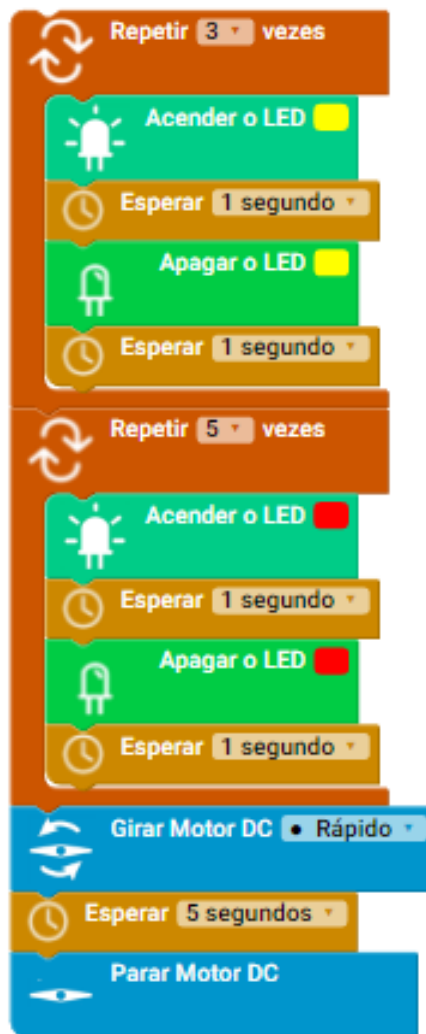 Repetir 3 vezes
Acender o LED
Esperar 1 segundo
Apagar o LED
Esperar 1 segundo
Repetir 5 vezes
Acender o LED
Esperar 1 segundo
Apagar o LED
Esperar 1 segundo
Girar Motor DC • Rápido
Esperar 5 segundos
Parar Motor DC